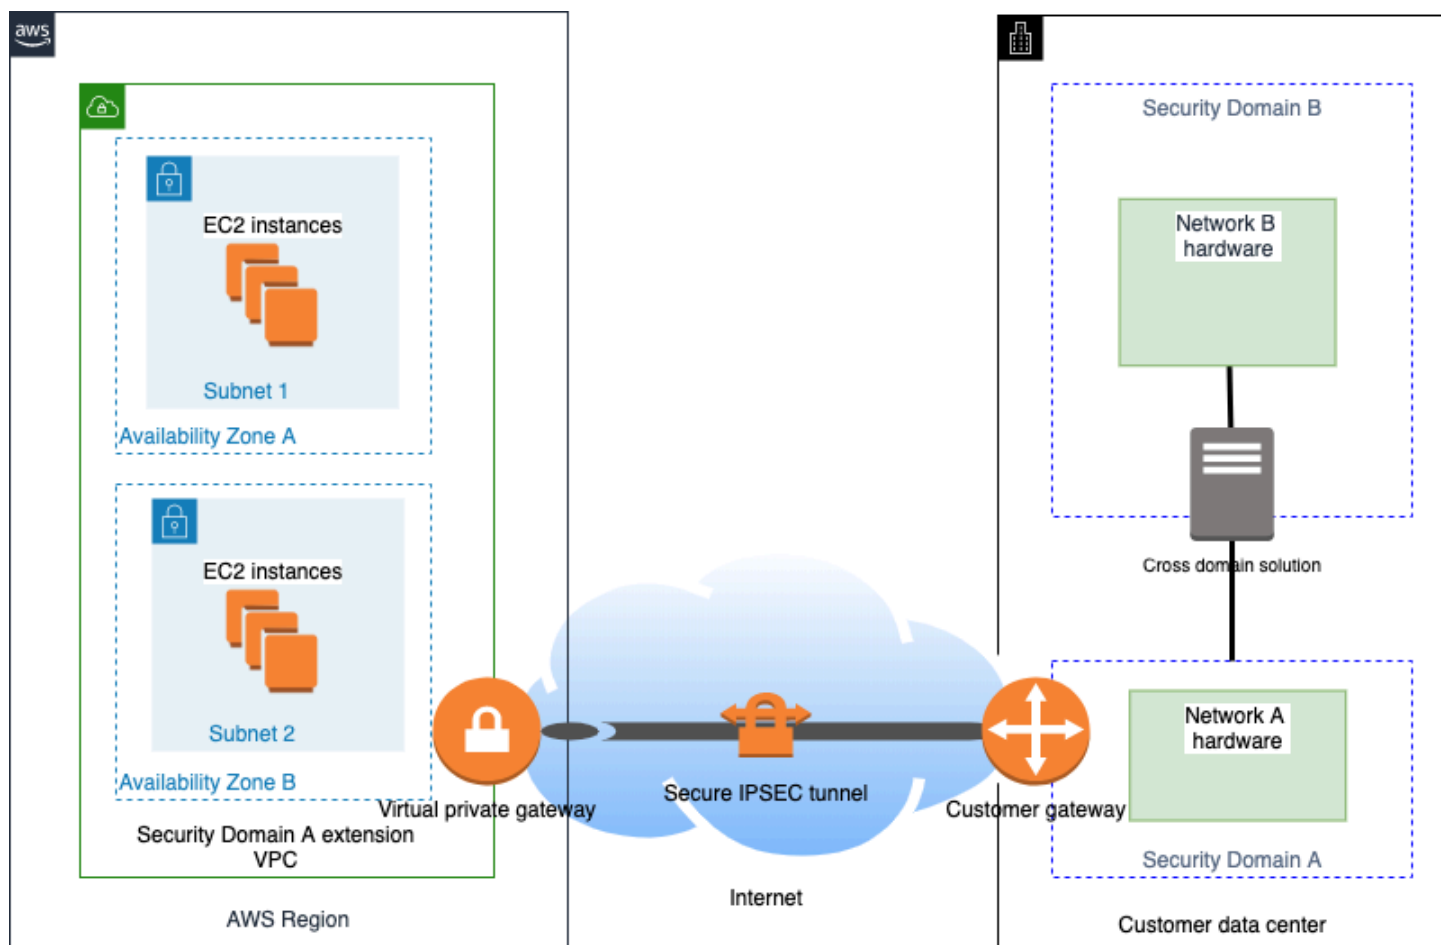 aws
EC2 instances
Subnet 1
Availability Zone A
EC2 instances
Subnet 2
Availability Zone B
Virtual private gateway
Security Domain A extension
VPC
AWS Region
Secure IPSEC tunnel
Internet
Security Domain B
Network B
hardware
Cross domain solution
Network A
hardware
Customer gateway
Security Domain A
Customer data center